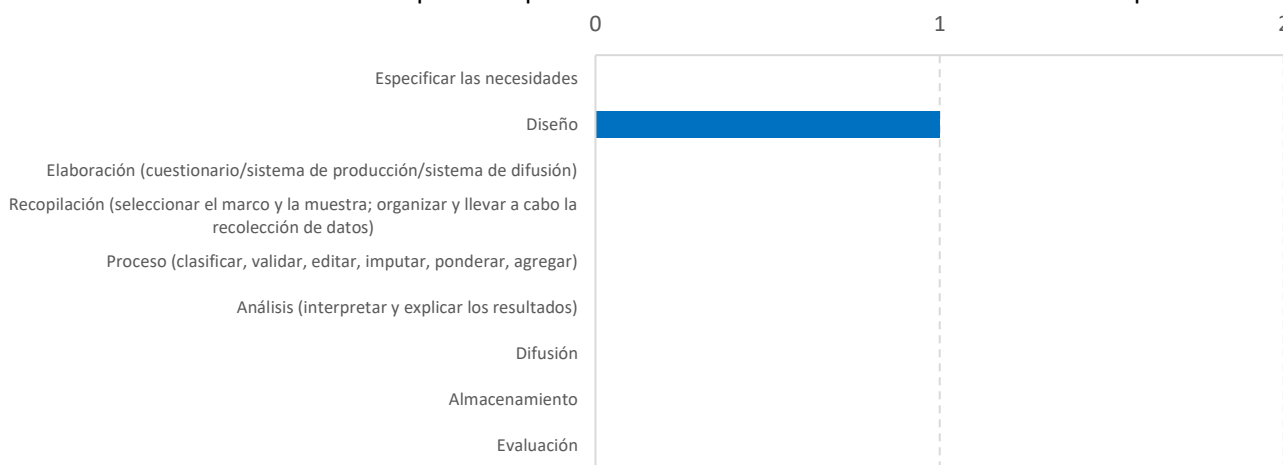 0 1 2
Especificar las necesidades
Diseño
Elaboración (cuestionario/sistema de producción/sistema de difusión)
Recopilación (seleccionar el marco y la muestra; organizar y llevar a cabo la
recolección de datos)
Proceso (clasificar, validar, editar, imputar, ponderar, agregar)
Análisis (interpretar y explicar los resultados)
Difusión
Almacenamiento
Evaluación